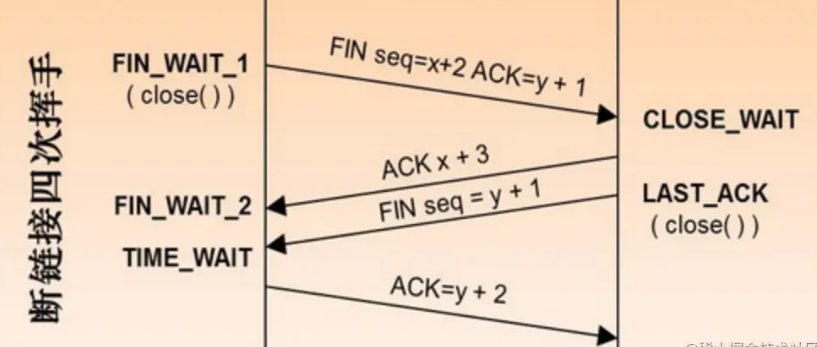 断链接四次挥手
FIN_WAIT_1
( close( ) )
FIN seq=x+2 ACK=y + 1
CLOSE_WAIT
ACK x + 3
FIN_WAIT_2
FIN seq = y + 1
LAST_ACK
( close( ) )
TIME_WAIT
ACK=y + 2